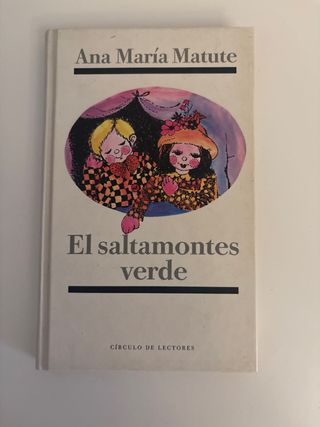 Ana María Matute
El saltamontes
verde
CÍRCULO DE LECTORES